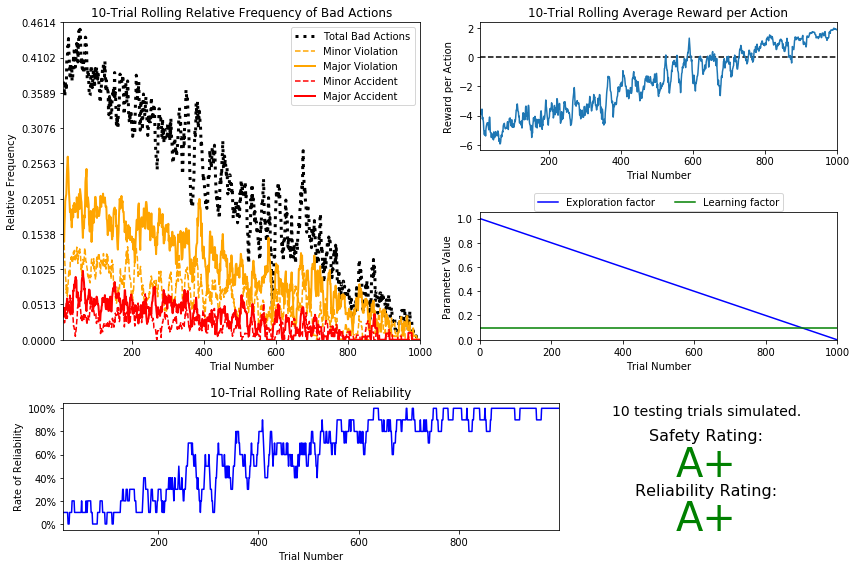 10-Trial Rolling Relative Frequency of Bad Actions
Relative Frequency
0.4614
0.4102
0.3589
0.3076
0.2563
0.2051
0.1538
0.1025
0.0513
0.0000
Total Bad Actions
Minor Violation
Major Violation
Minor Accident
Major Accident
200 400 600 800 1000
Trial Number
10-Trial Rolling Average Reward per Action
Reward per Action
2
0
−2
−4
−6
200 400 600 800 1000
Trial Number
Exploration factor Learning factor
Parameter Value
1.0
0.8
0.6
0.4
0.2
0.0
0 200 400 600 800 1000
Trial Number
10-Trial Rolling Rate of Reliability
Rate of Reliability
100%
80%
60%
40%
20%
0%
200 400 600 800
Trial Number
10 testing trials simulated.
Safety Rating:
A+
Reliability Rating:
A+